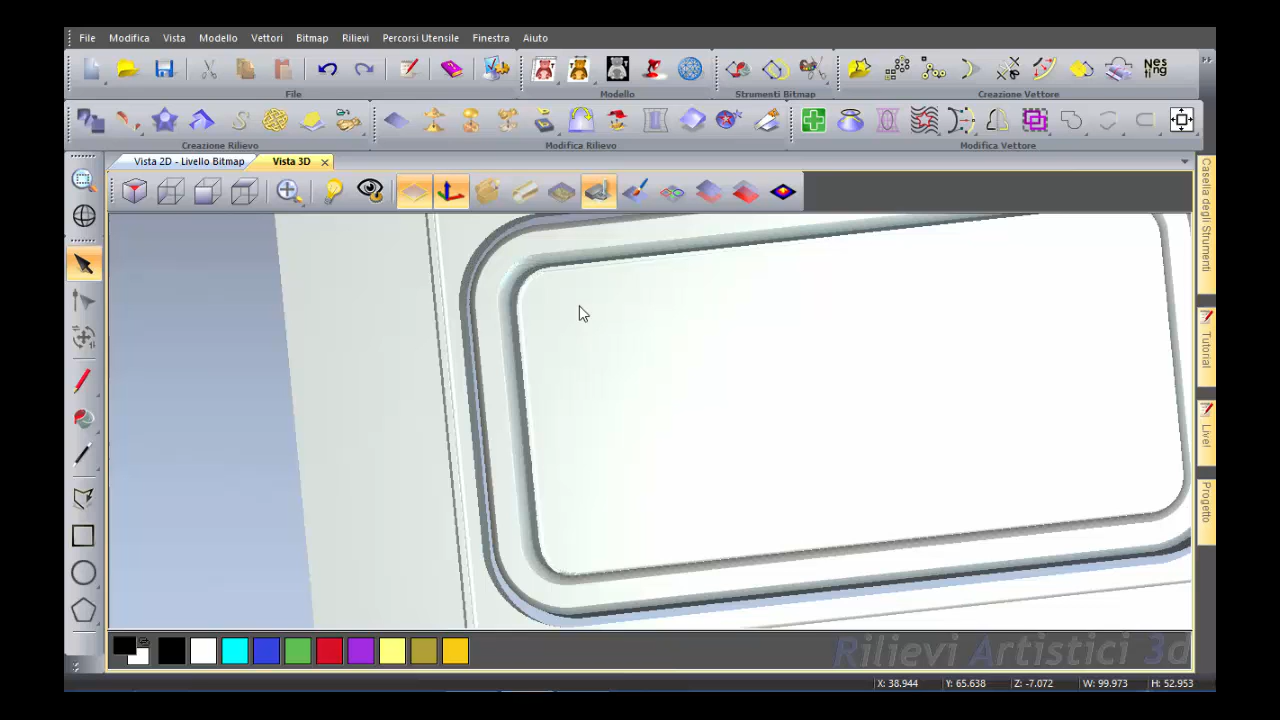 File Modifica Vista Modello Vettori Bitmap Rilievi Percorsi Utensile Finestra Aiuto
Nes
ting
File Modello Strumenti Bitmap Creazione Vettore
Creazione Rilievo Modifica Rilievo Modifica Vettore
Vista 2D - Livello Bitmap Vista 3D
Casella degli Strumenti
Tutorial
Livelli
Progetto
Rilievi Artistici 3d
X: 38.944 Y: 65.638 Z: -7.072 W: 99.973 H: 52.953